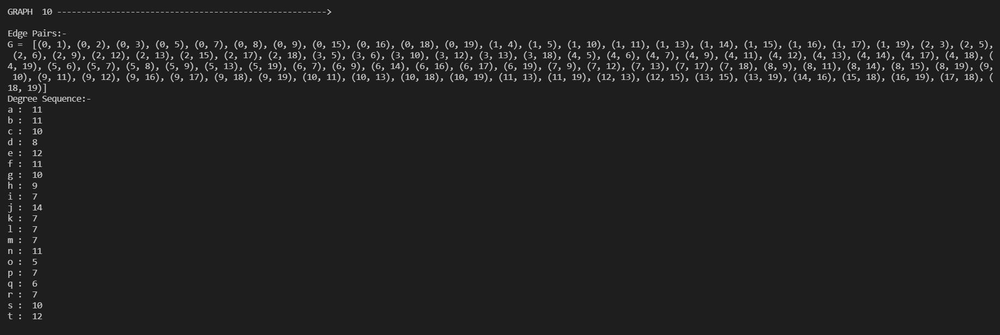 GRAPH  10 ------------------------------------------------------->
Edge Pairs:-
G =  [(0, 1), (0, 2), (0, 3), (0, 5), (0, 7), (0, 8), (0, 9), (0, 15), (0, 16), (0, 18), (0, 19), (1, 4), (1, 5), (1, 10), (1, 11), (1, 13), (1, 14), (1, 15), (1, 16), (1, 17), (1, 19), (2, 3), (2, 5),
 (2, 6), (2, 9), (2, 12), (2, 13), (2, 15), (2, 17), (2, 18), (3, 5), (3, 6), (3, 10), (3, 12), (3, 13), (3, 18), (4, 5), (4, 6), (4, 7), (4, 9), (4, 11), (4, 12), (4, 13), (4, 14), (4, 17), (4, 18), (
4, 19), (5, 6), (5, 7), (5, 8), (5, 9), (5, 13), (5, 19), (6, 7), (6, 9), (6, 14), (6, 16), (6, 17), (6, 19), (7, 9), (7, 12), (7, 13), (7, 17), (7, 18), (8, 9), (8, 11), (8, 14), (8, 15), (8, 19), (9,
 10), (9, 11), (9, 12), (9, 16), (9, 17), (9, 18), (9, 19), (10, 11), (10, 13), (10, 18), (10, 19), (11, 13), (11, 19), (12, 13), (12, 15), (13, 15), (13, 19), (14, 16), (15, 18), (16, 19), (17, 18), (
18, 19)]
Degree Sequence:-
a :  11
b :  11
c :  10
d :  8
e :  12
f :  11
g :  10
h :  9
i :  7
j :  14
k :  7
l :  7
m :  7
n :  11
o :  5
p :  7
q :  6
r :  7
s :  10
t :  12